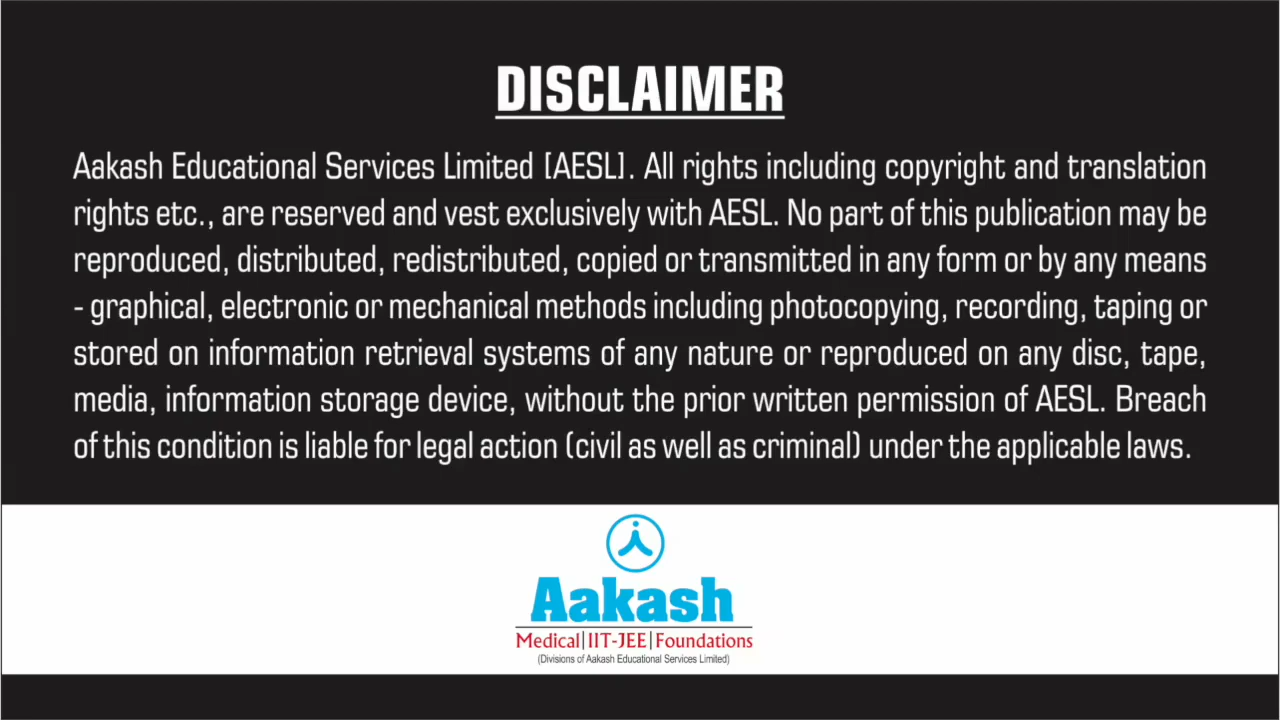 DISCLAIMER
Aakash Educational Services Limited [AESL]. All rights including copyright and translation
rights etc., are reserved and vest exclusively with AESL. No part of this publication may be
reproduced, distributed, redistributed, copied or transmitted in any form or by any means
- graphical, electronic or mechanical methods including photocopying, recording, taping or
stored on information retrieval systems of any nature or reproduced on any disc, tape,
media, information storage device, without the prior written permission of AESL. Breach
of this condition is liable for legal action (civil as well as criminal) under the applicable laws.
Aakash
Medical|IIT-JEE|Foundations
(Divisions of Aakash Educational Services Limited)